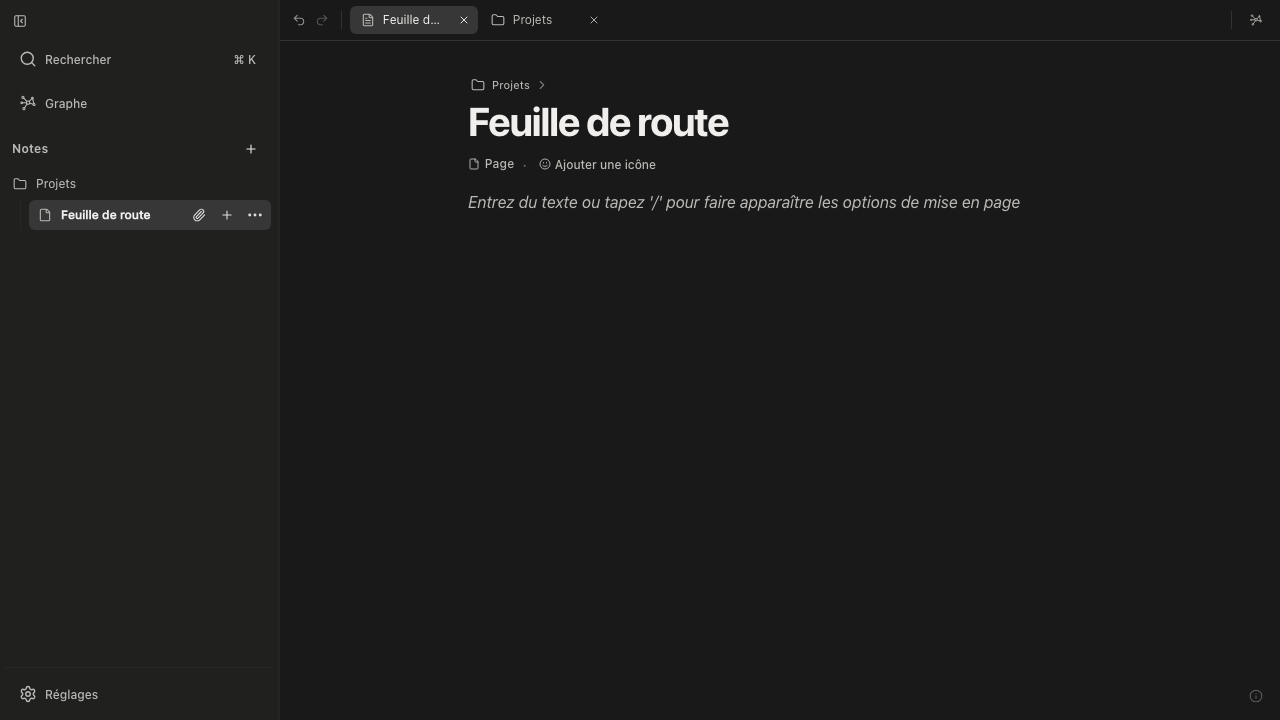 Feuille d...
Projets
Rechercher
⌘ K
Graphe
Notes
Projets
Feuille de route
Projets
Feuille de route
Page · Ajouter une icône
Entrez du texte ou tapez '/' pour faire apparaître les options de mise en page
Réglages